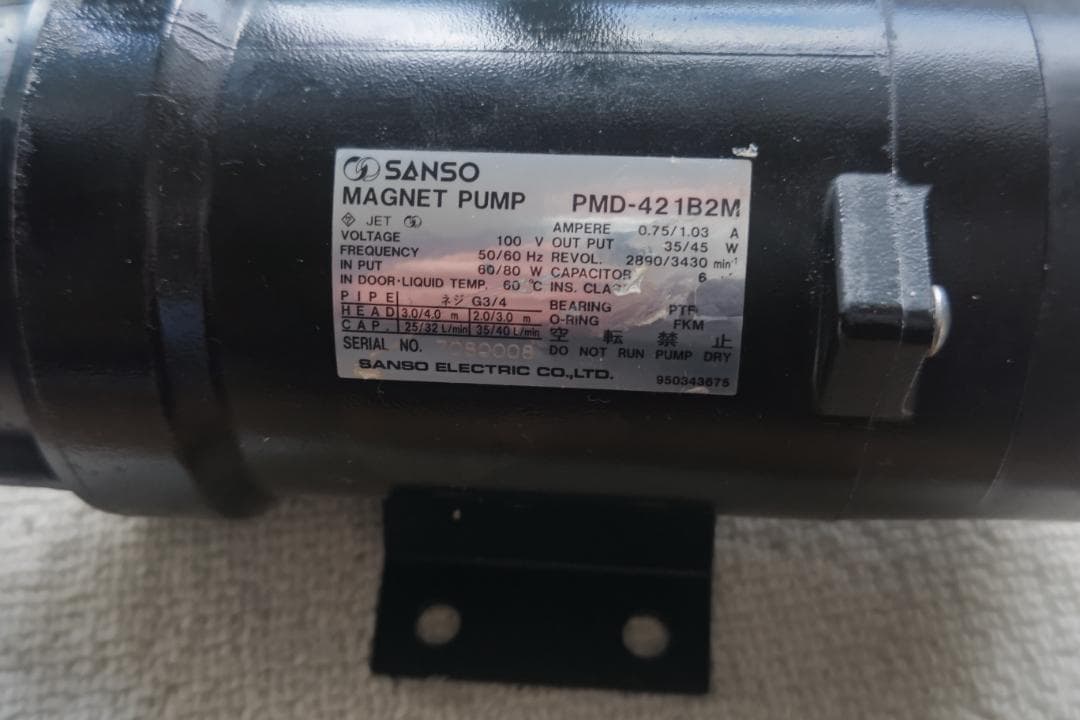 SANSO
MAGNET PUMP PMD-421B2M
JET
VOLTAGE 100 V
FREQUENCY 50/60 Hz
IN PUT 60/80 W
IN DOOR·LIQUID TEMP. 60 ℃
AMPERE 0.75/1.03 A
OUT PUT 35/45 W
REVOL. 2890/3430 min⁻¹
CAPACITOR 6
INS.
PIPE ネジ G3/4
HEAD 3.0/4.0 m 2.0/3.0 m
CAP. 25/32 L/min 35/40 L/min
BEARING
O-RING FKM
空転禁止
SERIAL NO.
DO NOT RUN PUMP DRY
SANSO ELECTRIC CO.,LTD.
950343675